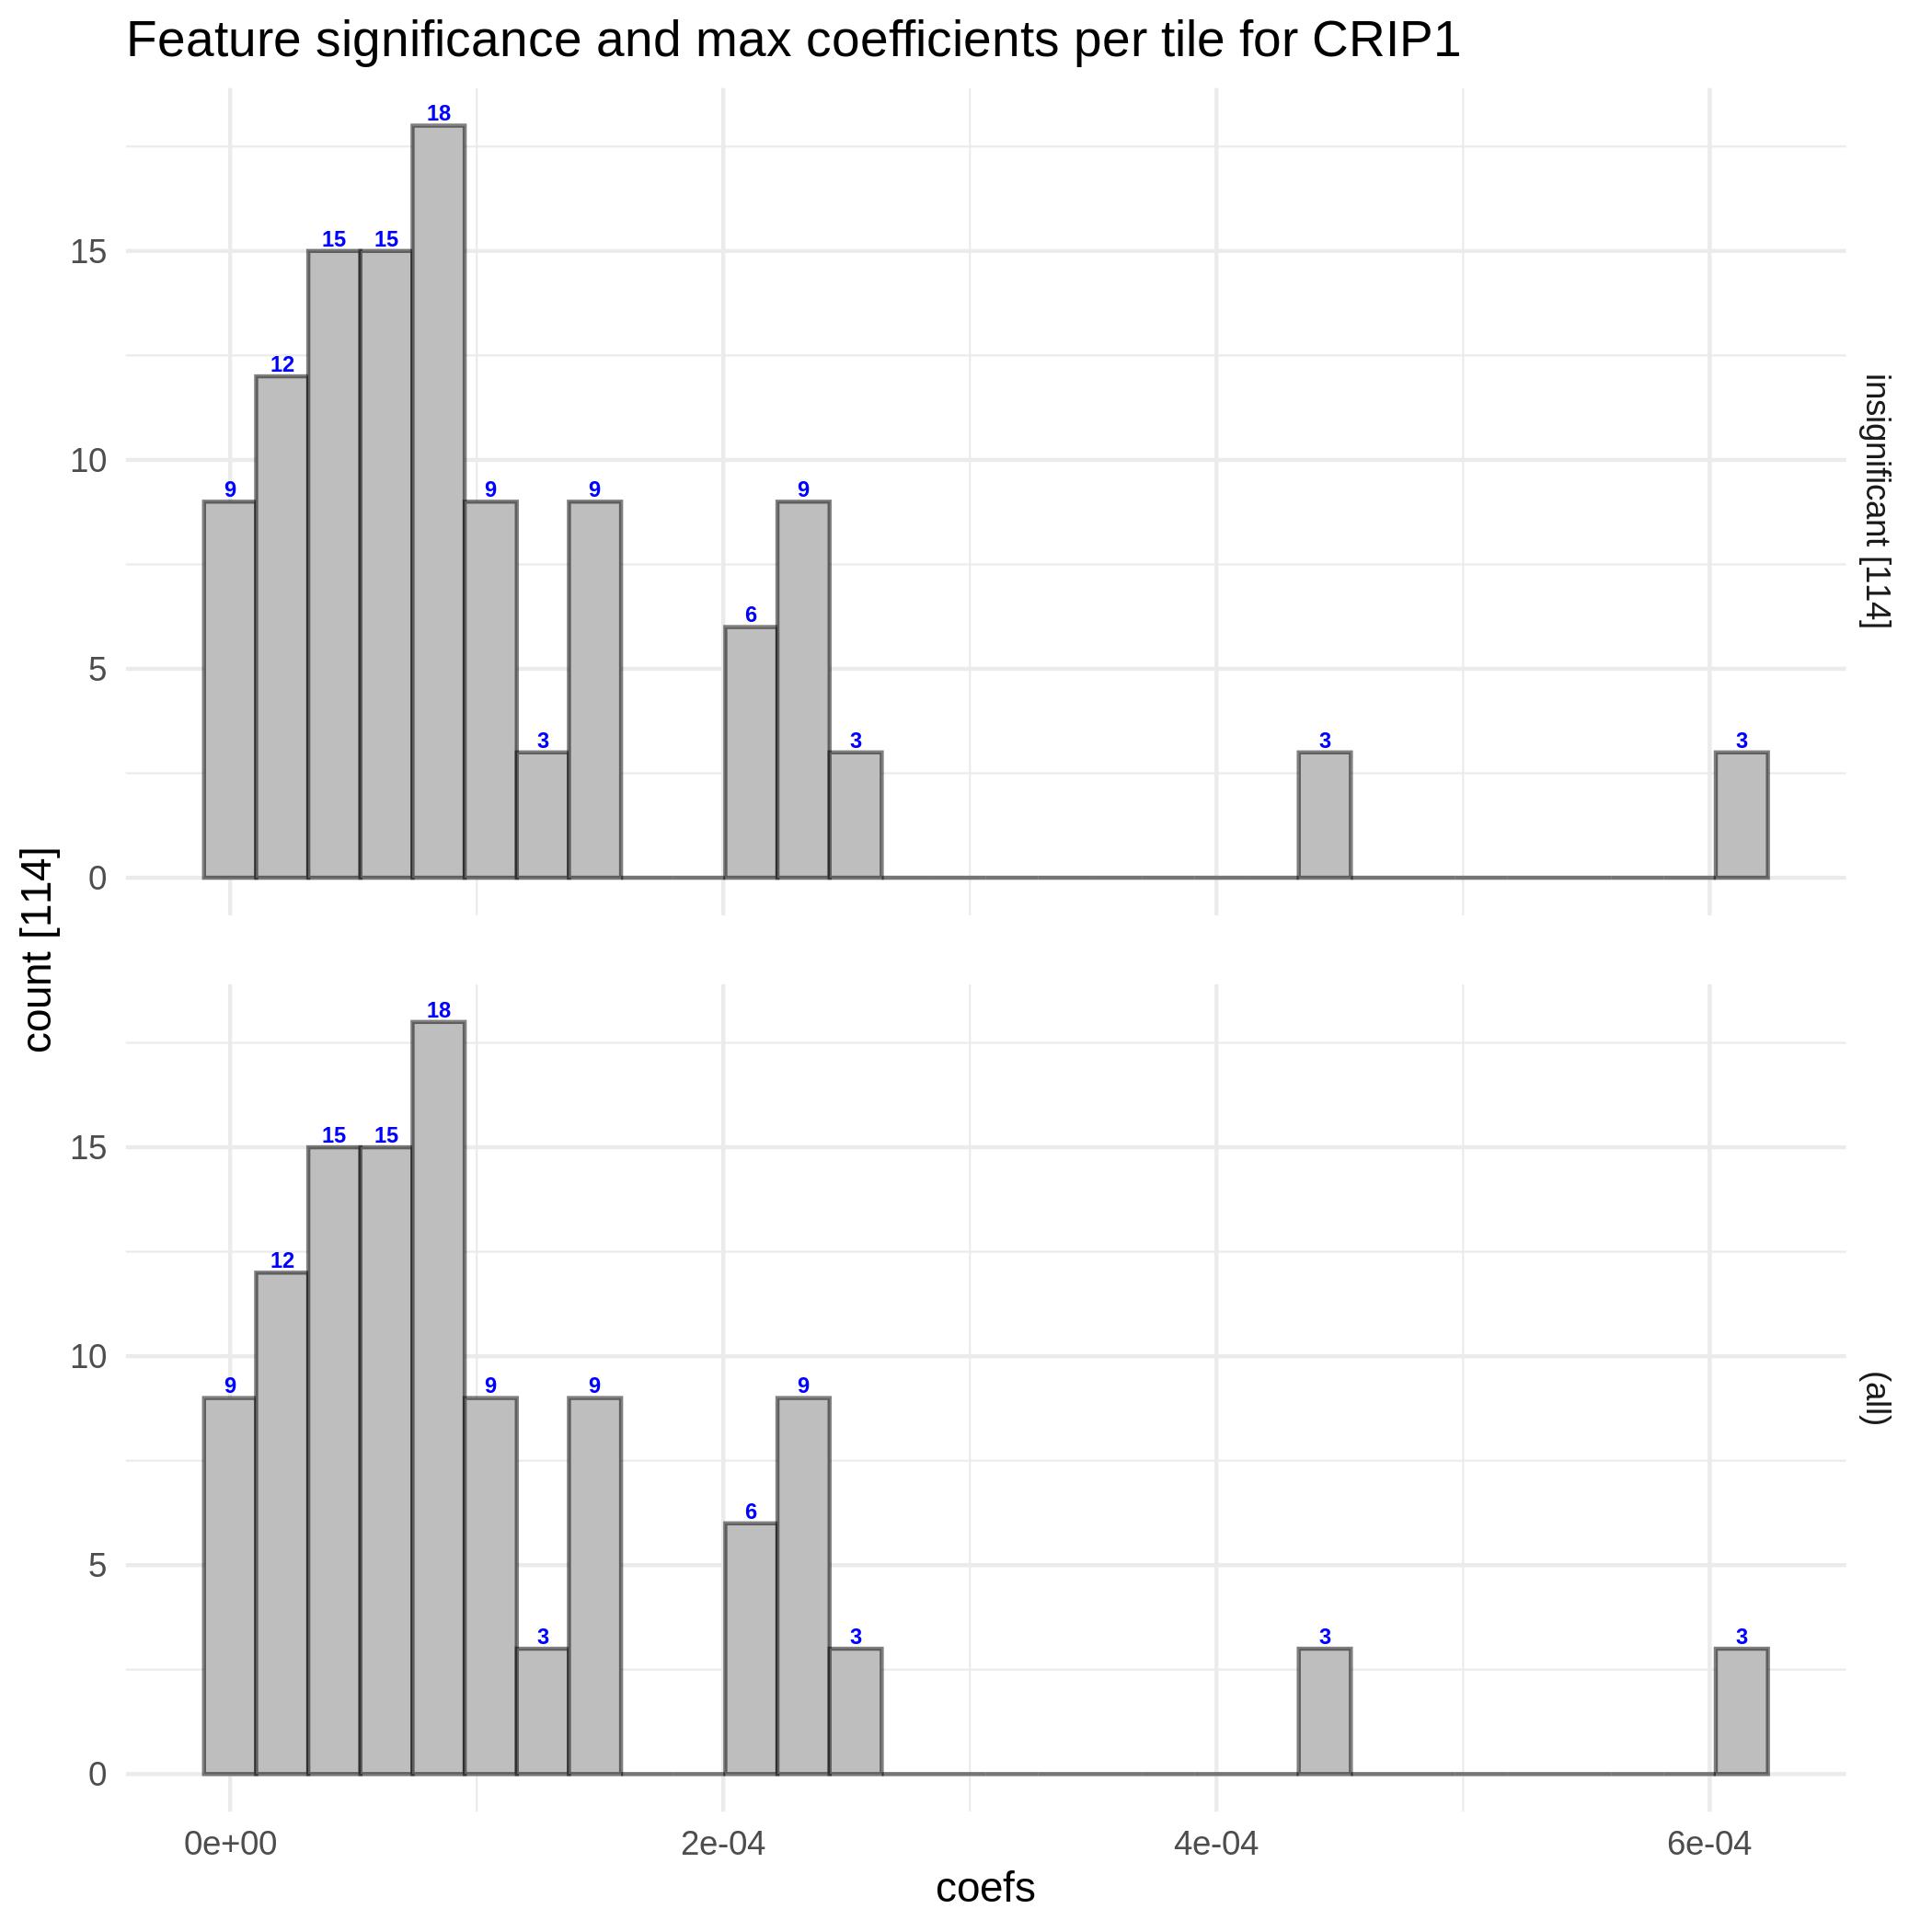 Feature significance and max coefficients per tile for CRIP1
18
15 15
12
9 9 9 9
6
3 3 3 3
15
10
5
0
insignificant [114]
count [114]
18
15 15
12
9 9 9 9
6
3 3 3 3
15
10
5
0
(all)
0e+00 2e-04 4e-04 6e-04
coefs